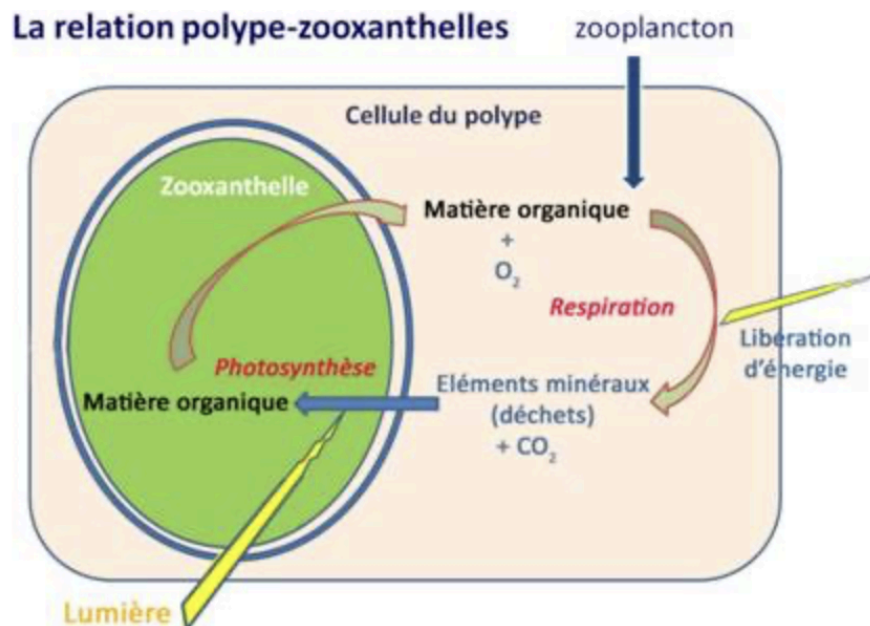 La relation polype-zooxanthelles
zooplancton
Cellule du polype
Zooxanthelle
Matière organique
+
O₂
Respiration
Libération
d'énergie
Photosynthèse
Matière organique
Eléments minéraux
(déchets)
+ CO₂
Lumière